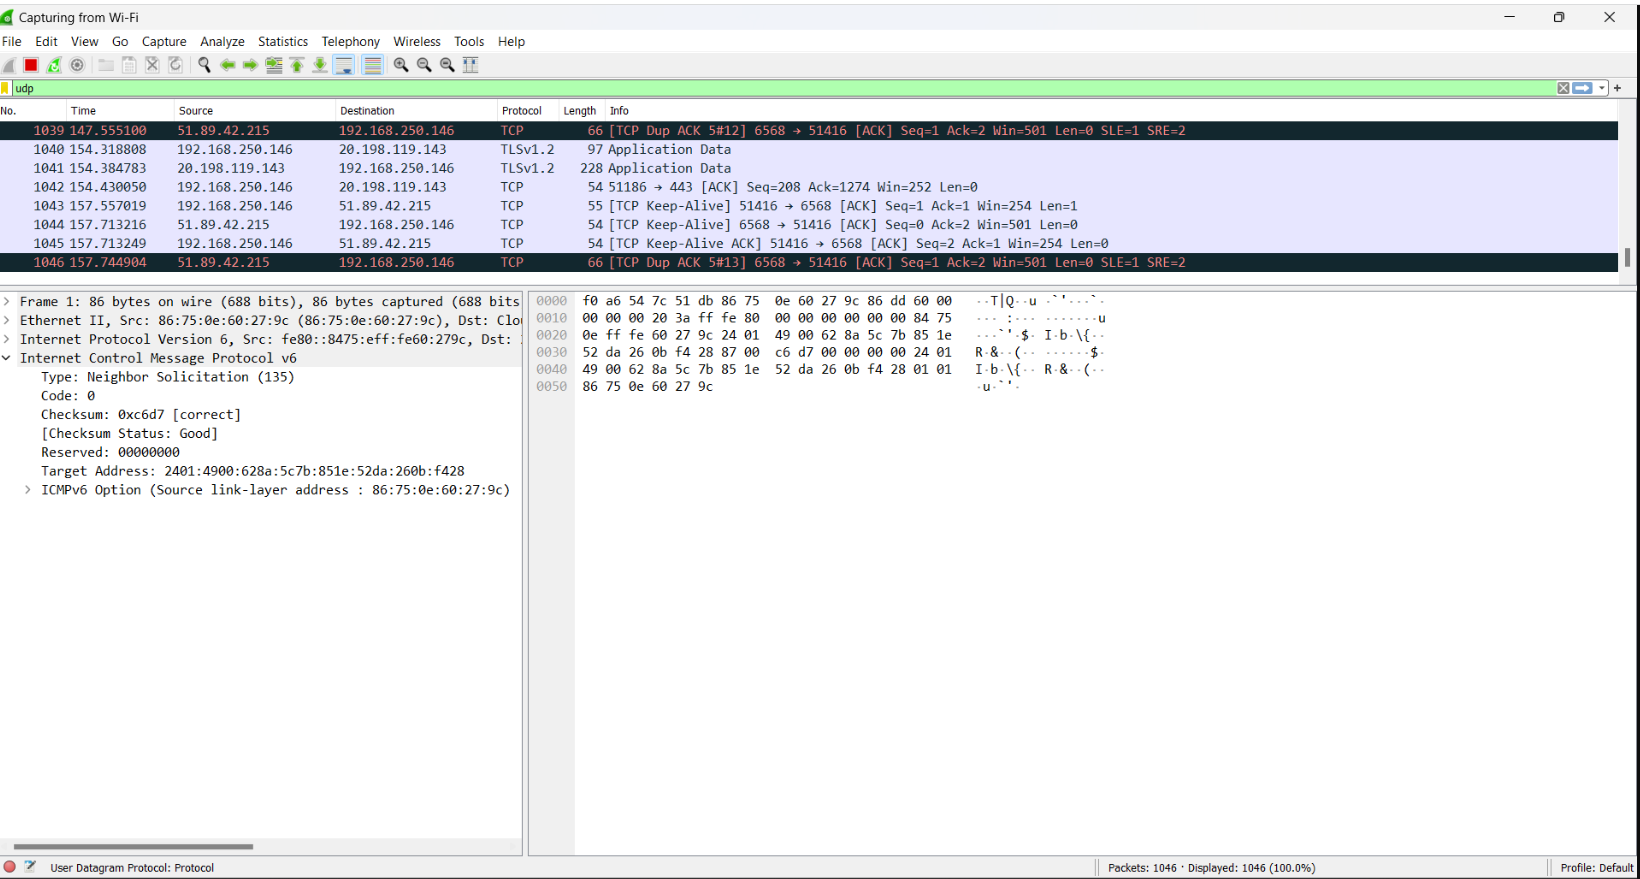 Capturing from Wi-Fi
File Edit View Go Capture Analyze Statistics Telephony Wireless Tools Help
udp
No. Time Source Destination Protocol Length Info
1039 147.555100 51.89.42.215 192.168.250.146 TCP 66 [TCP Dup ACK 5#12] 6568 → 51416 [ACK] Seq=1 Ack=2 Win=501 Len=0 SLE=1 SRE=2
1040 154.318808 192.168.250.146 20.198.119.143 TLSv1.2 97 Application Data
1041 154.384783 20.198.119.143 192.168.250.146 TLSv1.2 228 Application Data
1042 154.430050 192.168.250.146 20.198.119.143 TCP 54 51186 → 443 [ACK] Seq=208 Ack=1274 Win=252 Len=0
1043 157.557019 192.168.250.146 51.89.42.215 TCP 55 [TCP Keep-Alive] 51416 → 6568 [ACK] Seq=1 Ack=1 Win=254 Len=1
1044 157.713216 51.89.42.215 192.168.250.146 TCP 54 [TCP Keep-Alive] 6568 → 51416 [ACK] Seq=0 Ack=2 Win=501 Len=0
1045 157.713249 192.168.250.146 51.89.42.215 TCP 54 [TCP Keep-Alive ACK] 51416 → 6568 [ACK] Seq=2 Ack=1 Win=254 Len=0
1046 157.744904 51.89.42.215 192.168.250.146 TCP 66 [TCP Dup ACK 5#13] 6568 → 51416 [ACK] Seq=1 Ack=2 Win=501 Len=0 SLE=1 SRE=2
Frame 1: 86 bytes on wire (688 bits), 86 bytes captured (688 bits
Ethernet II, Src: 86:75:0e:60:27:9c (86:75:0e:60:27:9c), Dst: Clo
Internet Protocol Version 6, Src: fe80::8475:eff:fe60:279c, Dst:
Internet Control Message Protocol v6
Type: Neighbor Solicitation (135)
Code: 0
Checksum: 0xc6d7 [correct]
[Checksum Status: Good]
Reserved: 00000000
Target Address: 2401:4900:628a:5c7b:851e:52da:260b:f428
ICMPv6 Option (Source link-layer address : 86:75:0e:60:27:9c)
0000 f0 a6 54 7c 51 db 86 75 0e 60 27 9c 86 dd 60 00 ··T|Q··u ·`'···`·
0010 00 00 00 20 3a ff fe 80 00 00 00 00 00 00 84 75 ··· :··· ·······u
0020 0e ff fe 60 27 9c 24 01 49 00 62 8a 5c 7b 85 1e ···`'·$· I·b·\{··
0030 52 da 26 0b f4 28 87 00 c6 d7 00 00 00 00 24 01 R·&··(·· ······$·
0040 49 00 62 8a 5c 7b 85 1e 52 da 26 0b f4 28 01 01 I·b·\{·· R·&··(··
0050 86 75 0e 60 27 9c ·u·`'·
User Datagram Protocol: Protocol
Packets: 1046 · Displayed: 1046 (100.0%)
Profile: Default